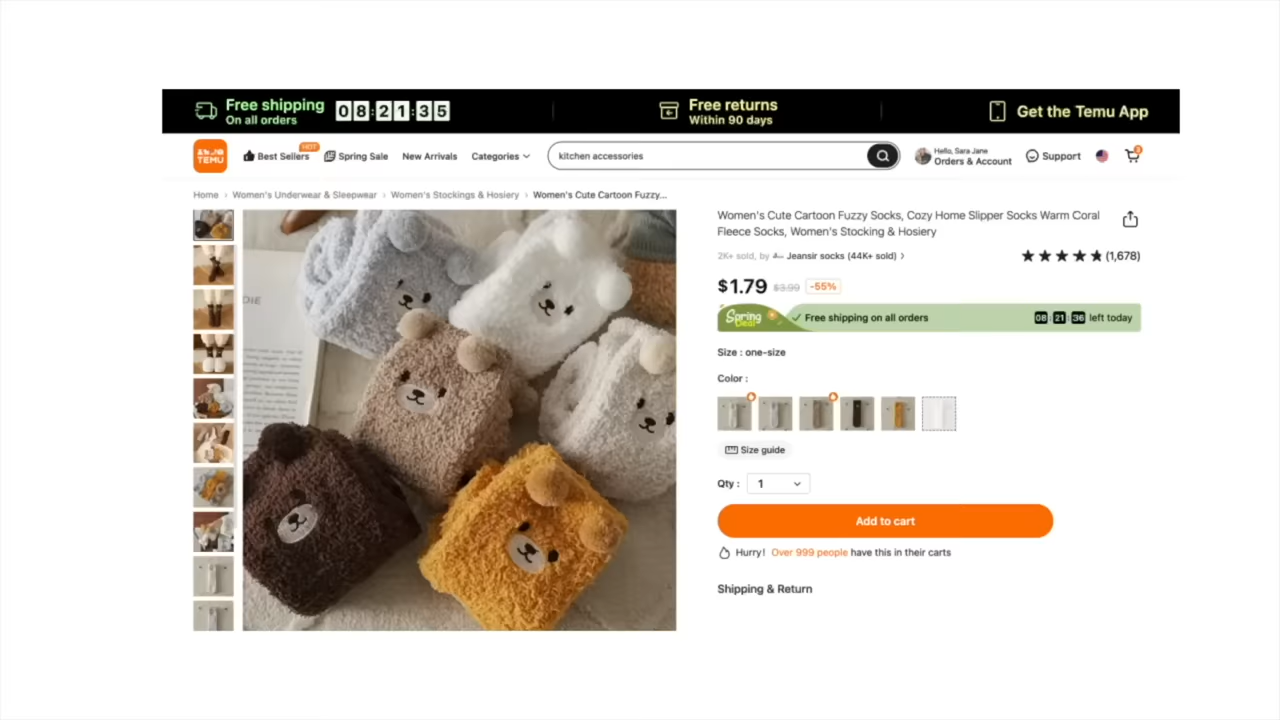 Free shipping
On all orders
08:21:35
Free returns
Within 90 days
Get the Temu App
TEMU
Best Sellers
HOT
Spring Sale
New Arrivals
Categories
kitchen accessories
Hello, Sara Jane
Orders & Account
Support
Home › Women's Underwear & Sleepwear › Women's Stockings & Hosiery › Women's Cute Cartoon Fuzzy...
Women's Cute Cartoon Fuzzy Socks, Cozy Home Slipper Socks Warm Coral
Fleece Socks, Women's Stocking & Hosiery
2K+ sold, by Jeansir socks (44K+ sold) ›
(1,678)
$1.79 $3.99 -55%
Spring
Deal
Free shipping on all orders
08 21 36 left today
Size : one-size
Color :
Size guide
Qty : 1
Add to cart
Hurry! Over 999 people have this in their carts
Shipping & Return